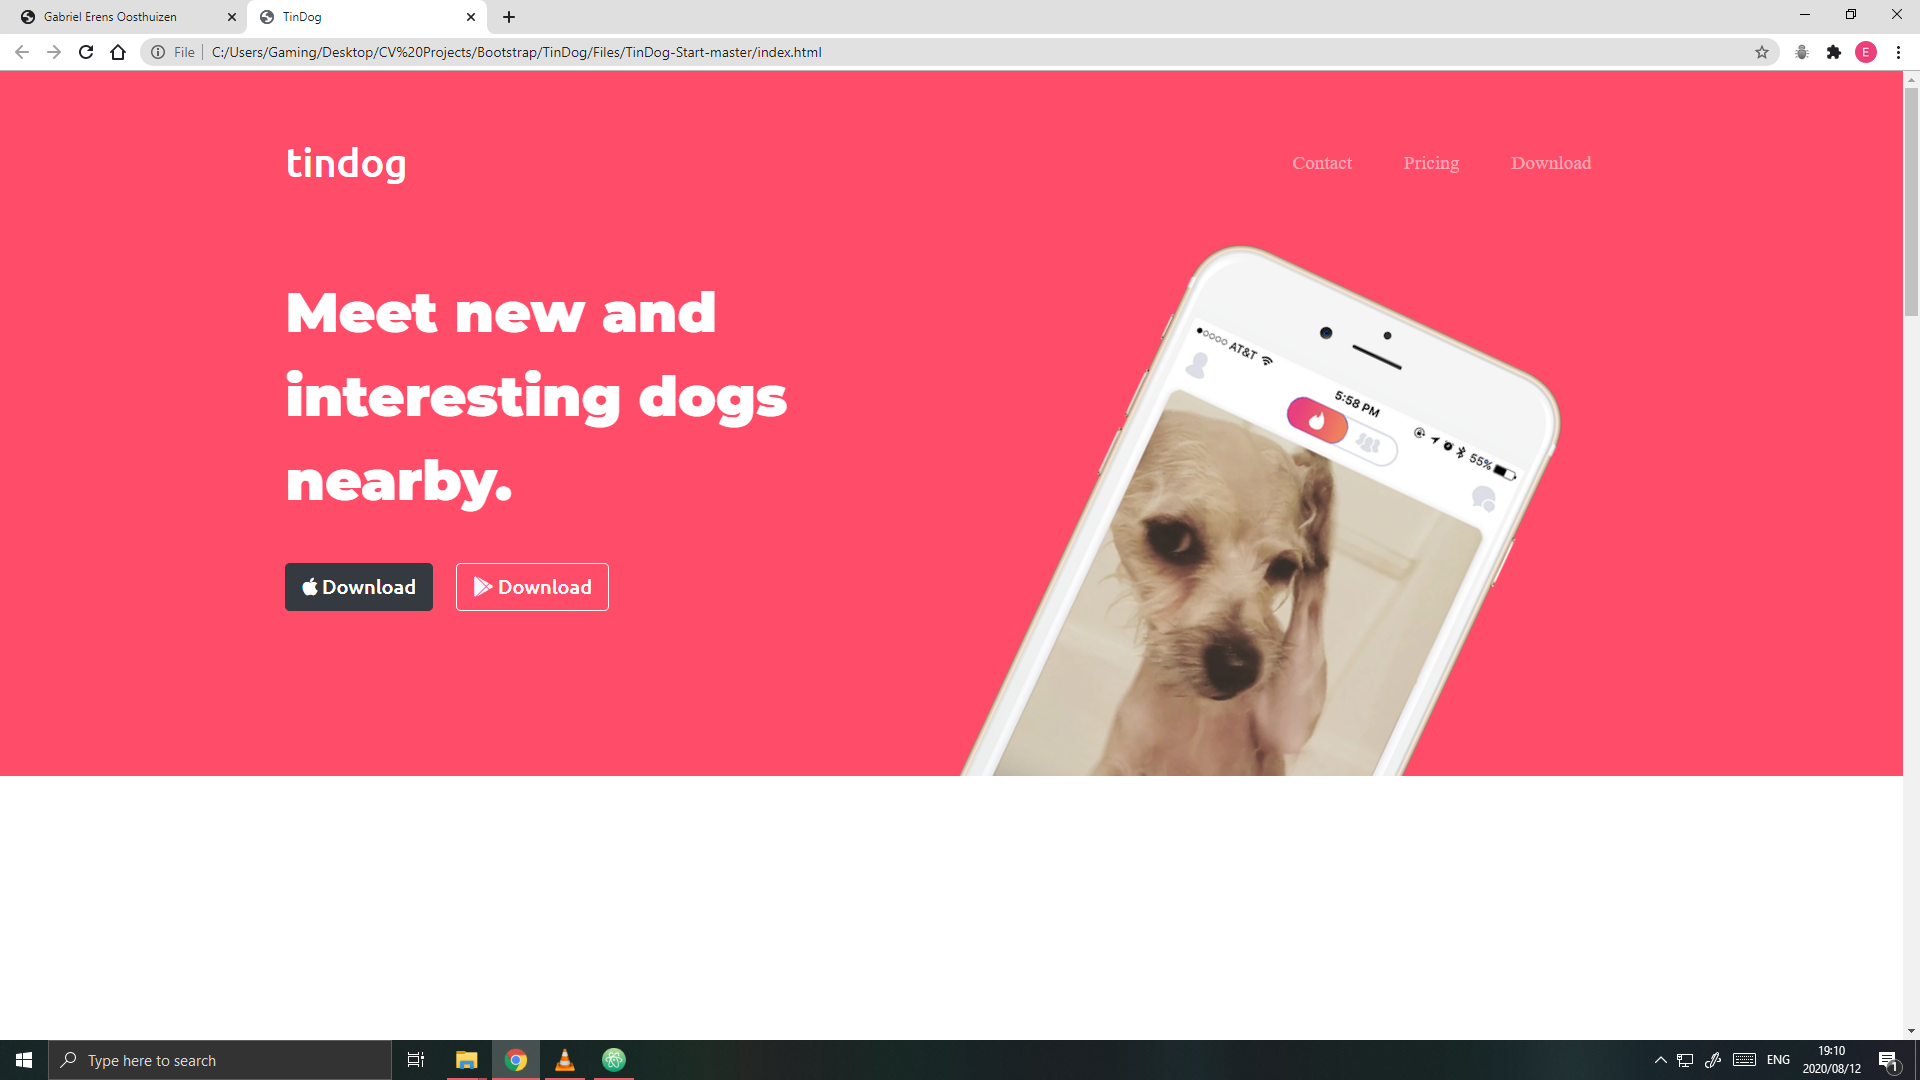 Gabriel Erens Oosthuizen
TinDog
File
C:/Users/Gaming/Desktop/CV%20Projects/Bootstrap/TinDog/Files/TinDog-Start-master/index.html
E
tindog
Contact Pricing Download
Meet new and
interesting dogs
nearby.
Download Download
AT&T
5:58 PM
55%
Type here to search
ENG
19:10
2020/08/12
1